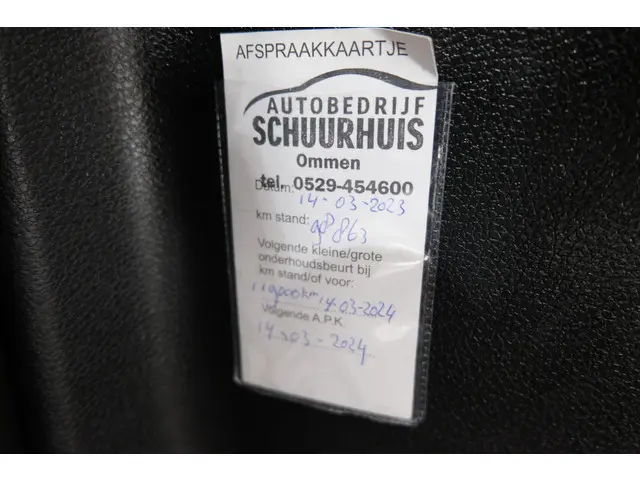 AFSPRAAKKAARTJE
AUTOBEDRIJF
SCHUURHUIS
Ommen
tel. 0529-454600
Datum: 14-03-2023
km stand: 863
Volgende kleine/grote
onderhoudsbeurt bij
km stand/of voor:
14-03-2024
Volgende A.P.K.
14-03-2024